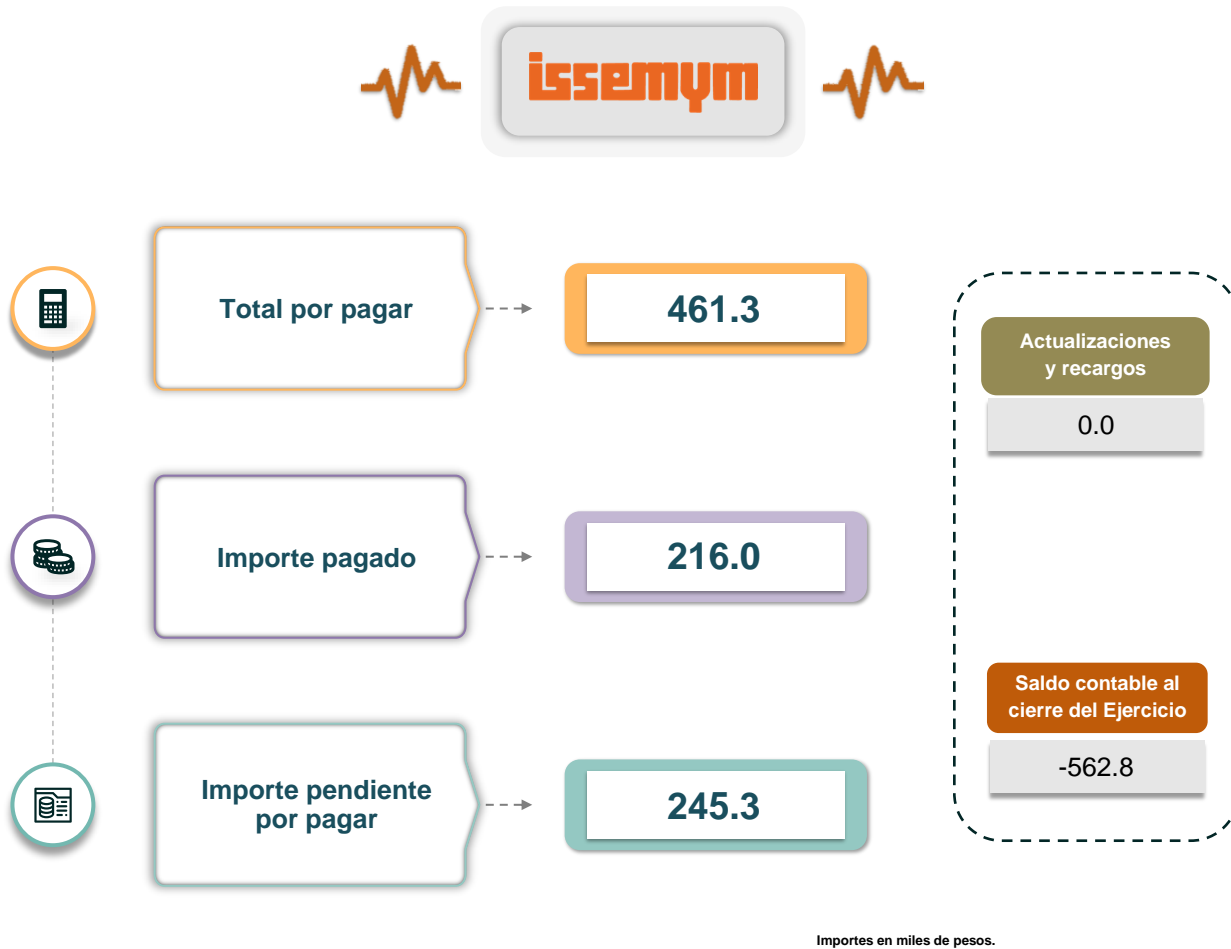 issemym
Total por pagar
461.3
Actualizaciones
y recargos
0.0
Importe pagado
216.0
Saldo contable al
cierre del Ejercicio
-562.8
Importe pendiente
por pagar
245.3
Importes en miles de pesos.